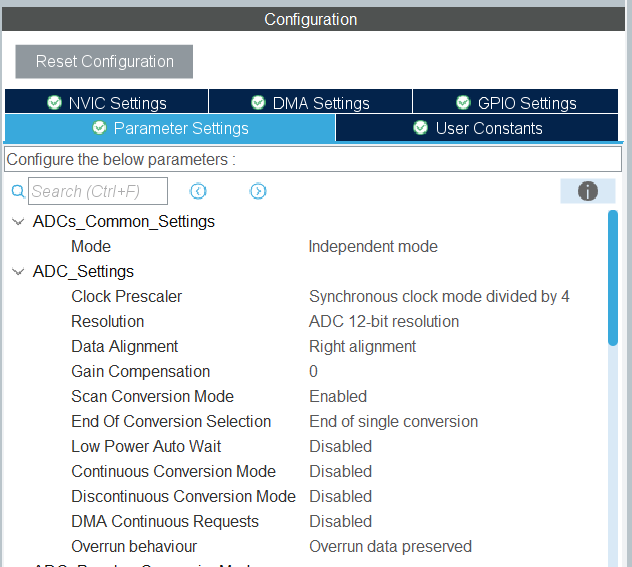 Configuration
Reset Configuration
NVIC Settings DMA Settings GPIO Settings
Parameter Settings User Constants
Configure the below parameters :
Search (Ctrl+F)
ADCs_Common_Settings
Mode Independent mode
ADC_Settings
Clock Prescaler Synchronous clock mode divided by 4
Resolution ADC 12-bit resolution
Data Alignment Right alignment
Gain Compensation 0
Scan Conversion Mode Enabled
End Of Conversion Selection End of single conversion
Low Power Auto Wait Disabled
Continuous Conversion Mode Disabled
Discontinuous Conversion Mode Disabled
DMA Continuous Requests Disabled
Overrun behaviour Overrun data preserved